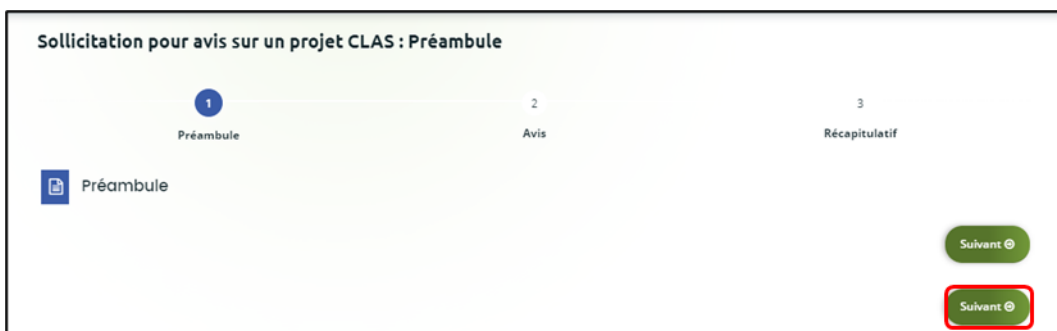 Sollicitation pour avis sur un projet CLAS : Préambule
1 2 3
Préambule Avis Récapitulatif
Préambule
Suivant
Suivant